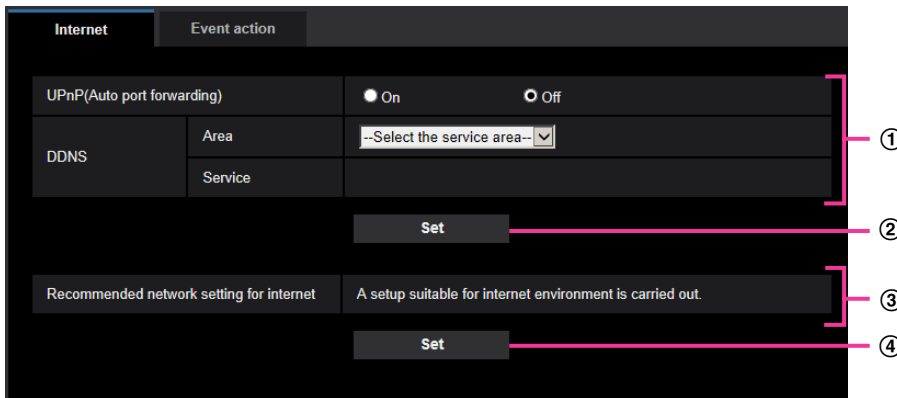 Internet Event action
UPnP(Auto port forwarding) On Off
DDNS
Area --Select the service area--
Service
Set
Recommended network setting for internet A setup suitable for internet environment is carried out.
Set
①
②
③
④